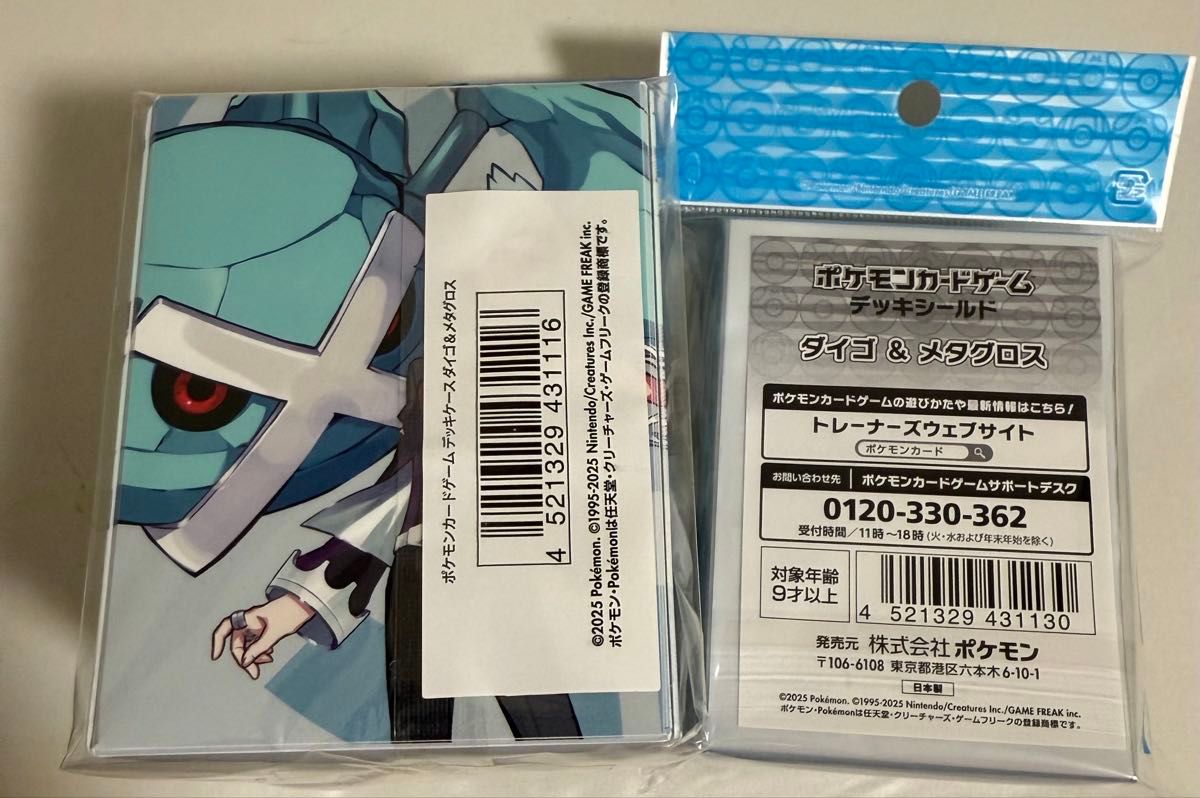 ポケモンカードゲーム デッキケース ダイゴ&メタグロス
4 521329 431116
©2025 Pokémon. ©1995-2025 Nintendo/Creatures Inc./GAME FREAK inc.
ポケモン・Pokémonは任天堂・クリーチャーズ・ゲームフリークの登録商標です。
プラ
ポケモンカードゲーム
デッキシールド
ダイゴ & メタグロス
ポケモンカードゲームの遊びかたや最新情報はこちら!
トレーナーズウェブサイト
ポケモンカード
お問い合わせ先 ポケモンカードゲームサポートデスク
0120-330-362
受付時間/11時~18時(火・水および年末年始を除く)
対象年齢
9才以上
4 521329 431130
発売元 株式会社ポケモン
〒106-6108 東京都港区六本木6-10-1
日本製
©2025 Pokémon. ©1995-2025 Nintendo/Creatures Inc./GAME FREAK inc.
ポケモン・Pokémonは任天堂・クリーチャーズ・ゲームフリークの登録商標です。